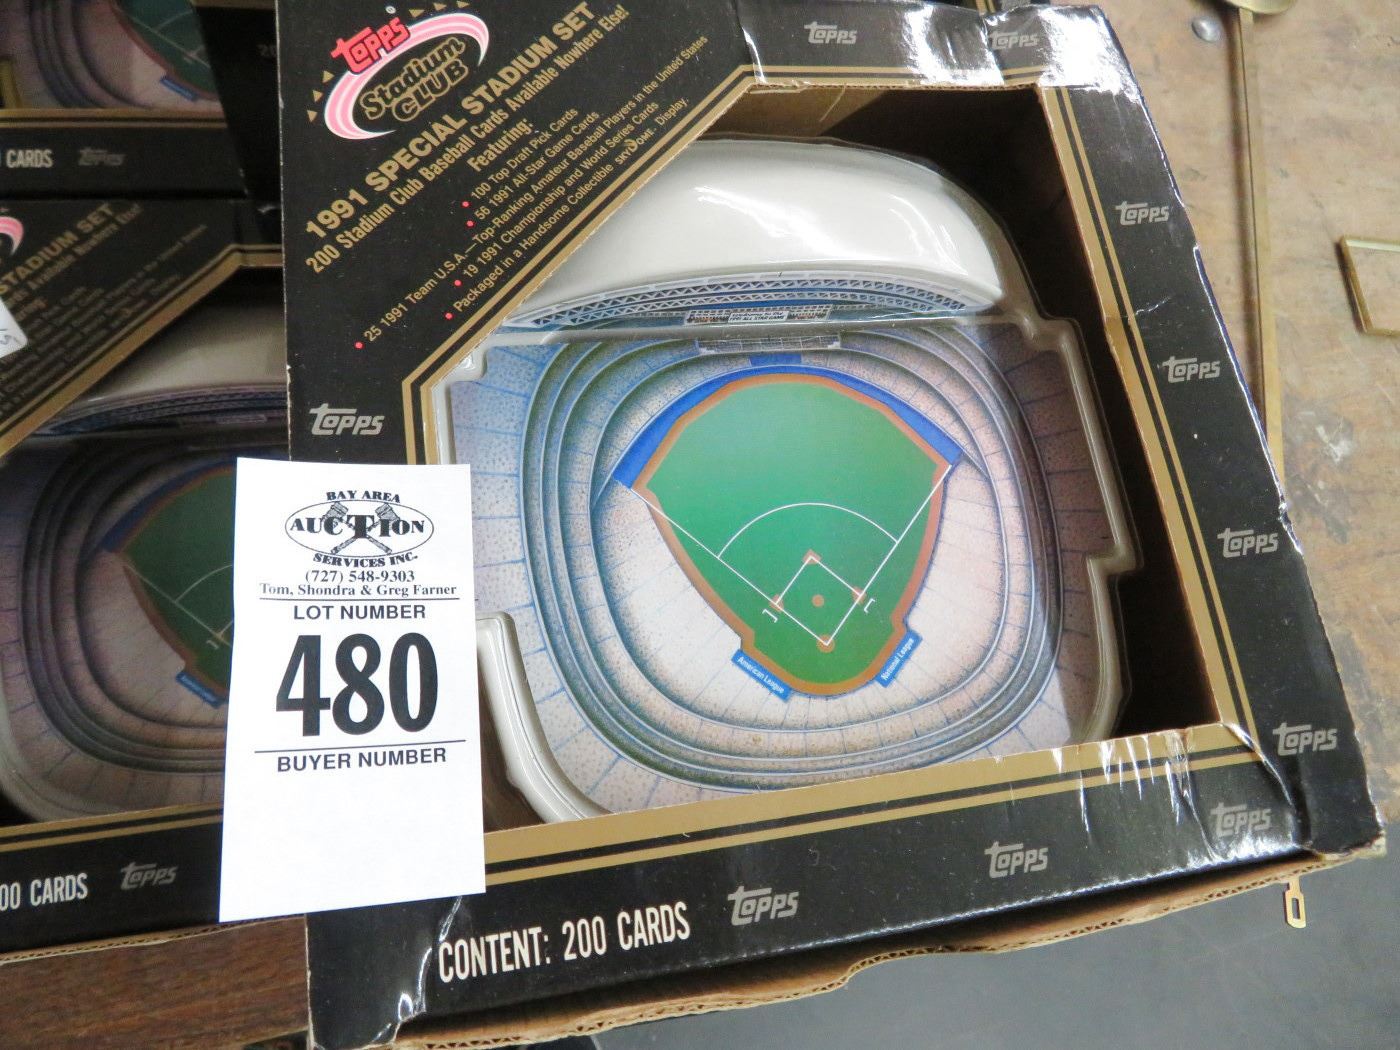 TOPPS
Stadium
CLUB
1991 SPECIAL STADIUM SET
200 Stadium Club Baseball Cards Available Nowhere Else!
Featuring:
• 100 Top Draft Pick Cards
• 56 1991 All-Star Game Cards
• 25 1991 Team U.S.A.—Top-Ranking Amateur Baseball Players in the United States
• 19 1991 Championship and World Series Cards
• Packaged in a Handsome Collectible SKYDOME. Display.
TOPPS
TOPPS
TOPPS
TOPPS
TOPPS
TOPPS
TOPPS
TOPPS
TOPPS
TOPPS
American League
National League
CONTENT: 200 CARDS
BAY AREA
AUCTION
SERVICES INC.
(727) 548-9303
Tom, Shondra & Greg Farner
LOT NUMBER
480
BUYER NUMBER
CARDS
TOPPS
STADIUM SET
Available Nowhere Else!
00 CARDS
TOPPS